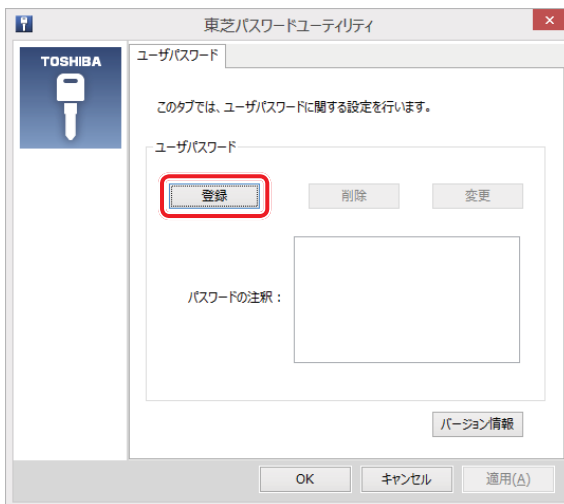 東芝パスワードユーティリティ
TOSHIBA
ユーザパスワード
このタブでは、ユーザパスワードに関する設定を行います。
ユーザパスワード
登録 削除 変更
パスワードの注釈：
バージョン情報
OK キャンセル 適用(A)